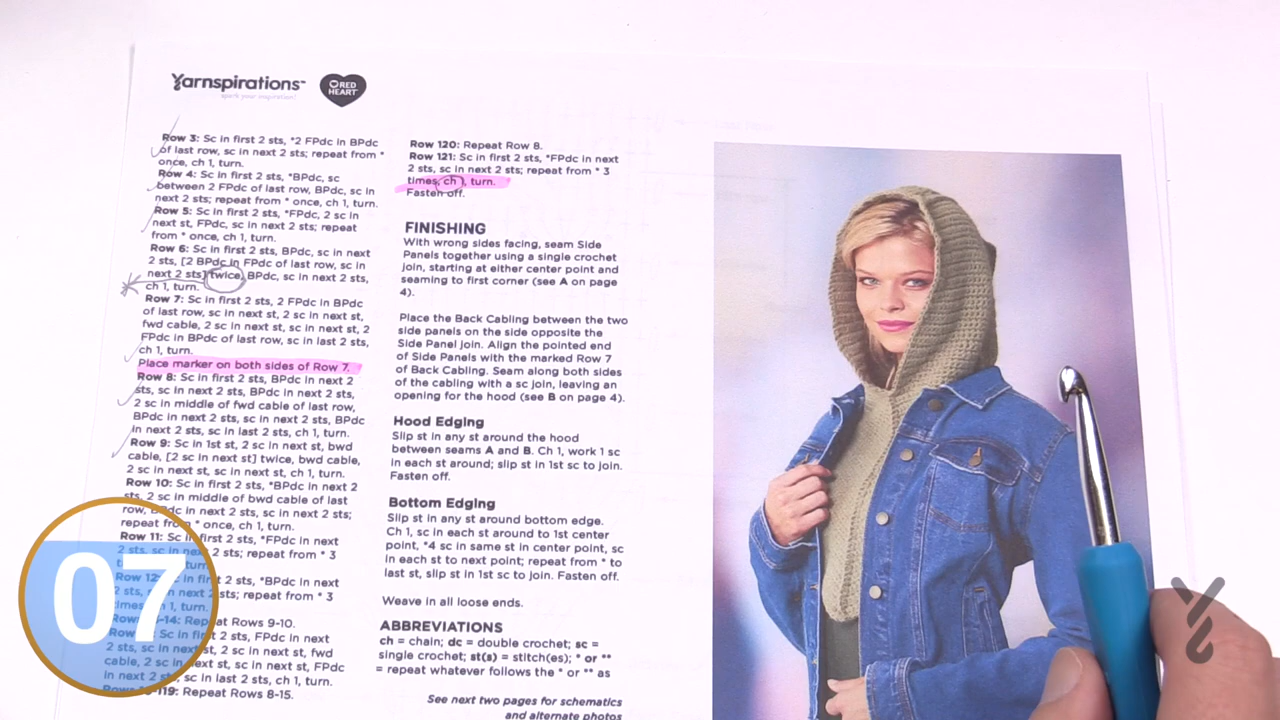 Yarnspirations™
spark your inspiration!
RED
HEART
Row 3: Sc in first 2 sts, *2 FPdc in BPdc
of last row, sc in next 2 sts; repeat from *
once, ch 1, turn.
Row 4: Sc in first 2 sts, *BPdc, sc
between 2 FPdc of last row, BPdc, sc in
next 2 sts; repeat from * once, ch 1, turn.
Row 5: Sc in first 2 sts, *FPdc, 2 sc in
next st, FPdc, sc in next 2 sts; repeat
from * once, ch 1, turn.
Row 6: Sc in first 2 sts, BPdc, sc in next
2 sts, [2 BPdc in FPdc of last row, sc in
next 2 sts] twice, BPdc, sc in next 2 sts,
ch 1, turn.
Row 7: Sc in first 2 sts, 2 FPdc in BPdc
of last row, sc in next st, 2 sc in next st,
fwd cable, 2 sc in next st, sc in next st, 2
FPdc in BPdc of last row, sc in last 2 sts,
ch 1, turn.
Place marker on both sides of Row 7.
Row 8: Sc in first 2 sts, BPdc in next 2
sts, sc in next 2 sts, BPdc in next 2 sts,
2 sc in middle of fwd cable of last row,
BPdc in next 2 sts, sc in next 2 sts, BPdc
in next 2 sts, sc in last 2 sts, ch 1, turn.
Row 9: Sc in 1st st, 2 sc in next st, bwd
cable, [2 sc in next st] twice, bwd cable,
2 sc in next st, sc in next st, ch 1, turn.
Row 10: Sc in first 2 sts, *BPdc in next 2
sts, 2 sc in middle of bwd cable of last
row, BPdc in next 2 sts, sc in next 2 sts;
repeat from * once, ch 1, turn.
Row 11: Sc in first 2 sts, *FPdc in next
2 sts, sc in next 2 sts; repeat from * 3
times, ch 1, turn.
Row 12: Sc in first 2 sts, *BPdc in next
2 sts, sc in next 2 sts; repeat from * 3
times, ch 1, turn.
-14: Repeat Rows 9-10.
Sc in first 2 sts, FPdc in next
2 sts, sc in next st, 2 sc in next st, fwd
cable, 2 sc in next st, sc in next st, FPdc
in next 2 sts, sc in last 2 sts, ch 1, turn.
-119: Repeat Rows 8-15.
07
Row 120: Repeat Row 8.
Row 121: Sc in first 2 sts, *FPdc in next
2 sts, sc in next 2 sts; repeat from * 3
times, ch 1, turn.
Fasten off.
FINISHING
With wrong sides facing, seam Side
Panels together using a single crochet
join, starting at either center point and
seaming to first corner (see A on page
4).
Place the Back Cabling between the two
side panels on the side opposite the
Side Panel join. Align the pointed end
of Side Panels with the marked Row 7
of Back Cabling. Seam along both sides
of the cabling with a sc join, leaving an
opening for the hood (see B on page 4).
Hood Edging
Slip st in any st around the hood
between seams A and B. Ch 1, work 1 sc
in each st around; slip st in 1st sc to join.
Fasten off.
Bottom Edging
Slip st in any st around bottom edge.
Ch 1, sc in each st around to 1st center
point, *4 sc in same st in center point, sc
in each st to next point; repeat from * to
last st, slip st in 1st sc to join. Fasten off.
Weave in all loose ends.
ABBREVIATIONS
ch = chain; dc = double crochet; sc =
single crochet; st(s) = stitch(es); * or **
= repeat whatever follows the * or ** as
See next two pages for schematics
and alternate photos